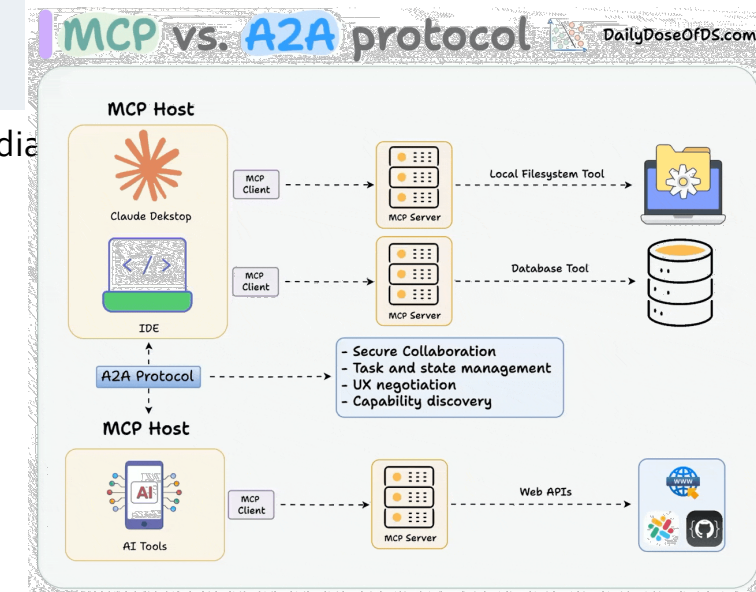 MCP vs. A2A protocol
DailyDoseOfDS.com
dia
MCP Host
Claude Dekstop
MCP
Client
MCP Server
Local Filesystem Tool
</>
IDE
MCP
Client
MCP Server
Database Tool
A2A Protocol
- Secure Collaboration
- Task and state management
- UX negotiation
- Capability discovery
MCP Host
AI
AI Tools
MCP
Client
MCP Server
Web APIs
WWW